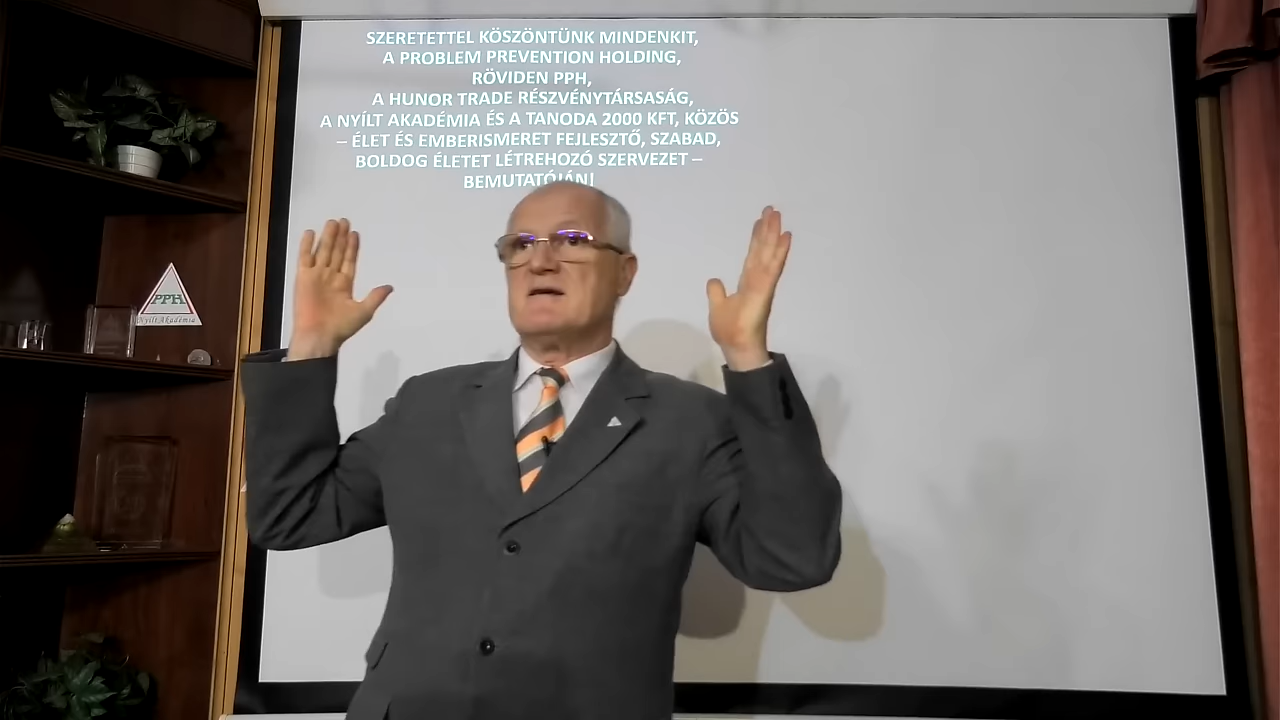 SZERETETTEL KÖSZÖNTÜNK MINDENKIT,
A PROBLEM PREVENTION HOLDING,
RÖVIDEN PPH,
A HUNOR TRADE RÉSZVÉNYTÁRSASÁG,
A NYÍLT AKADÉMIA ÉS A TANODA 2000 KFT, KÖZÖS
– ÉLET ÉS EMBERISMERET FEJLESZTŐ, SZABAD,
BOLDOG ÉLETET LÉTREHOZÓ SZERVEZET –
BEMUTATÓJÁN!
PPH
Nyílt Akadémia